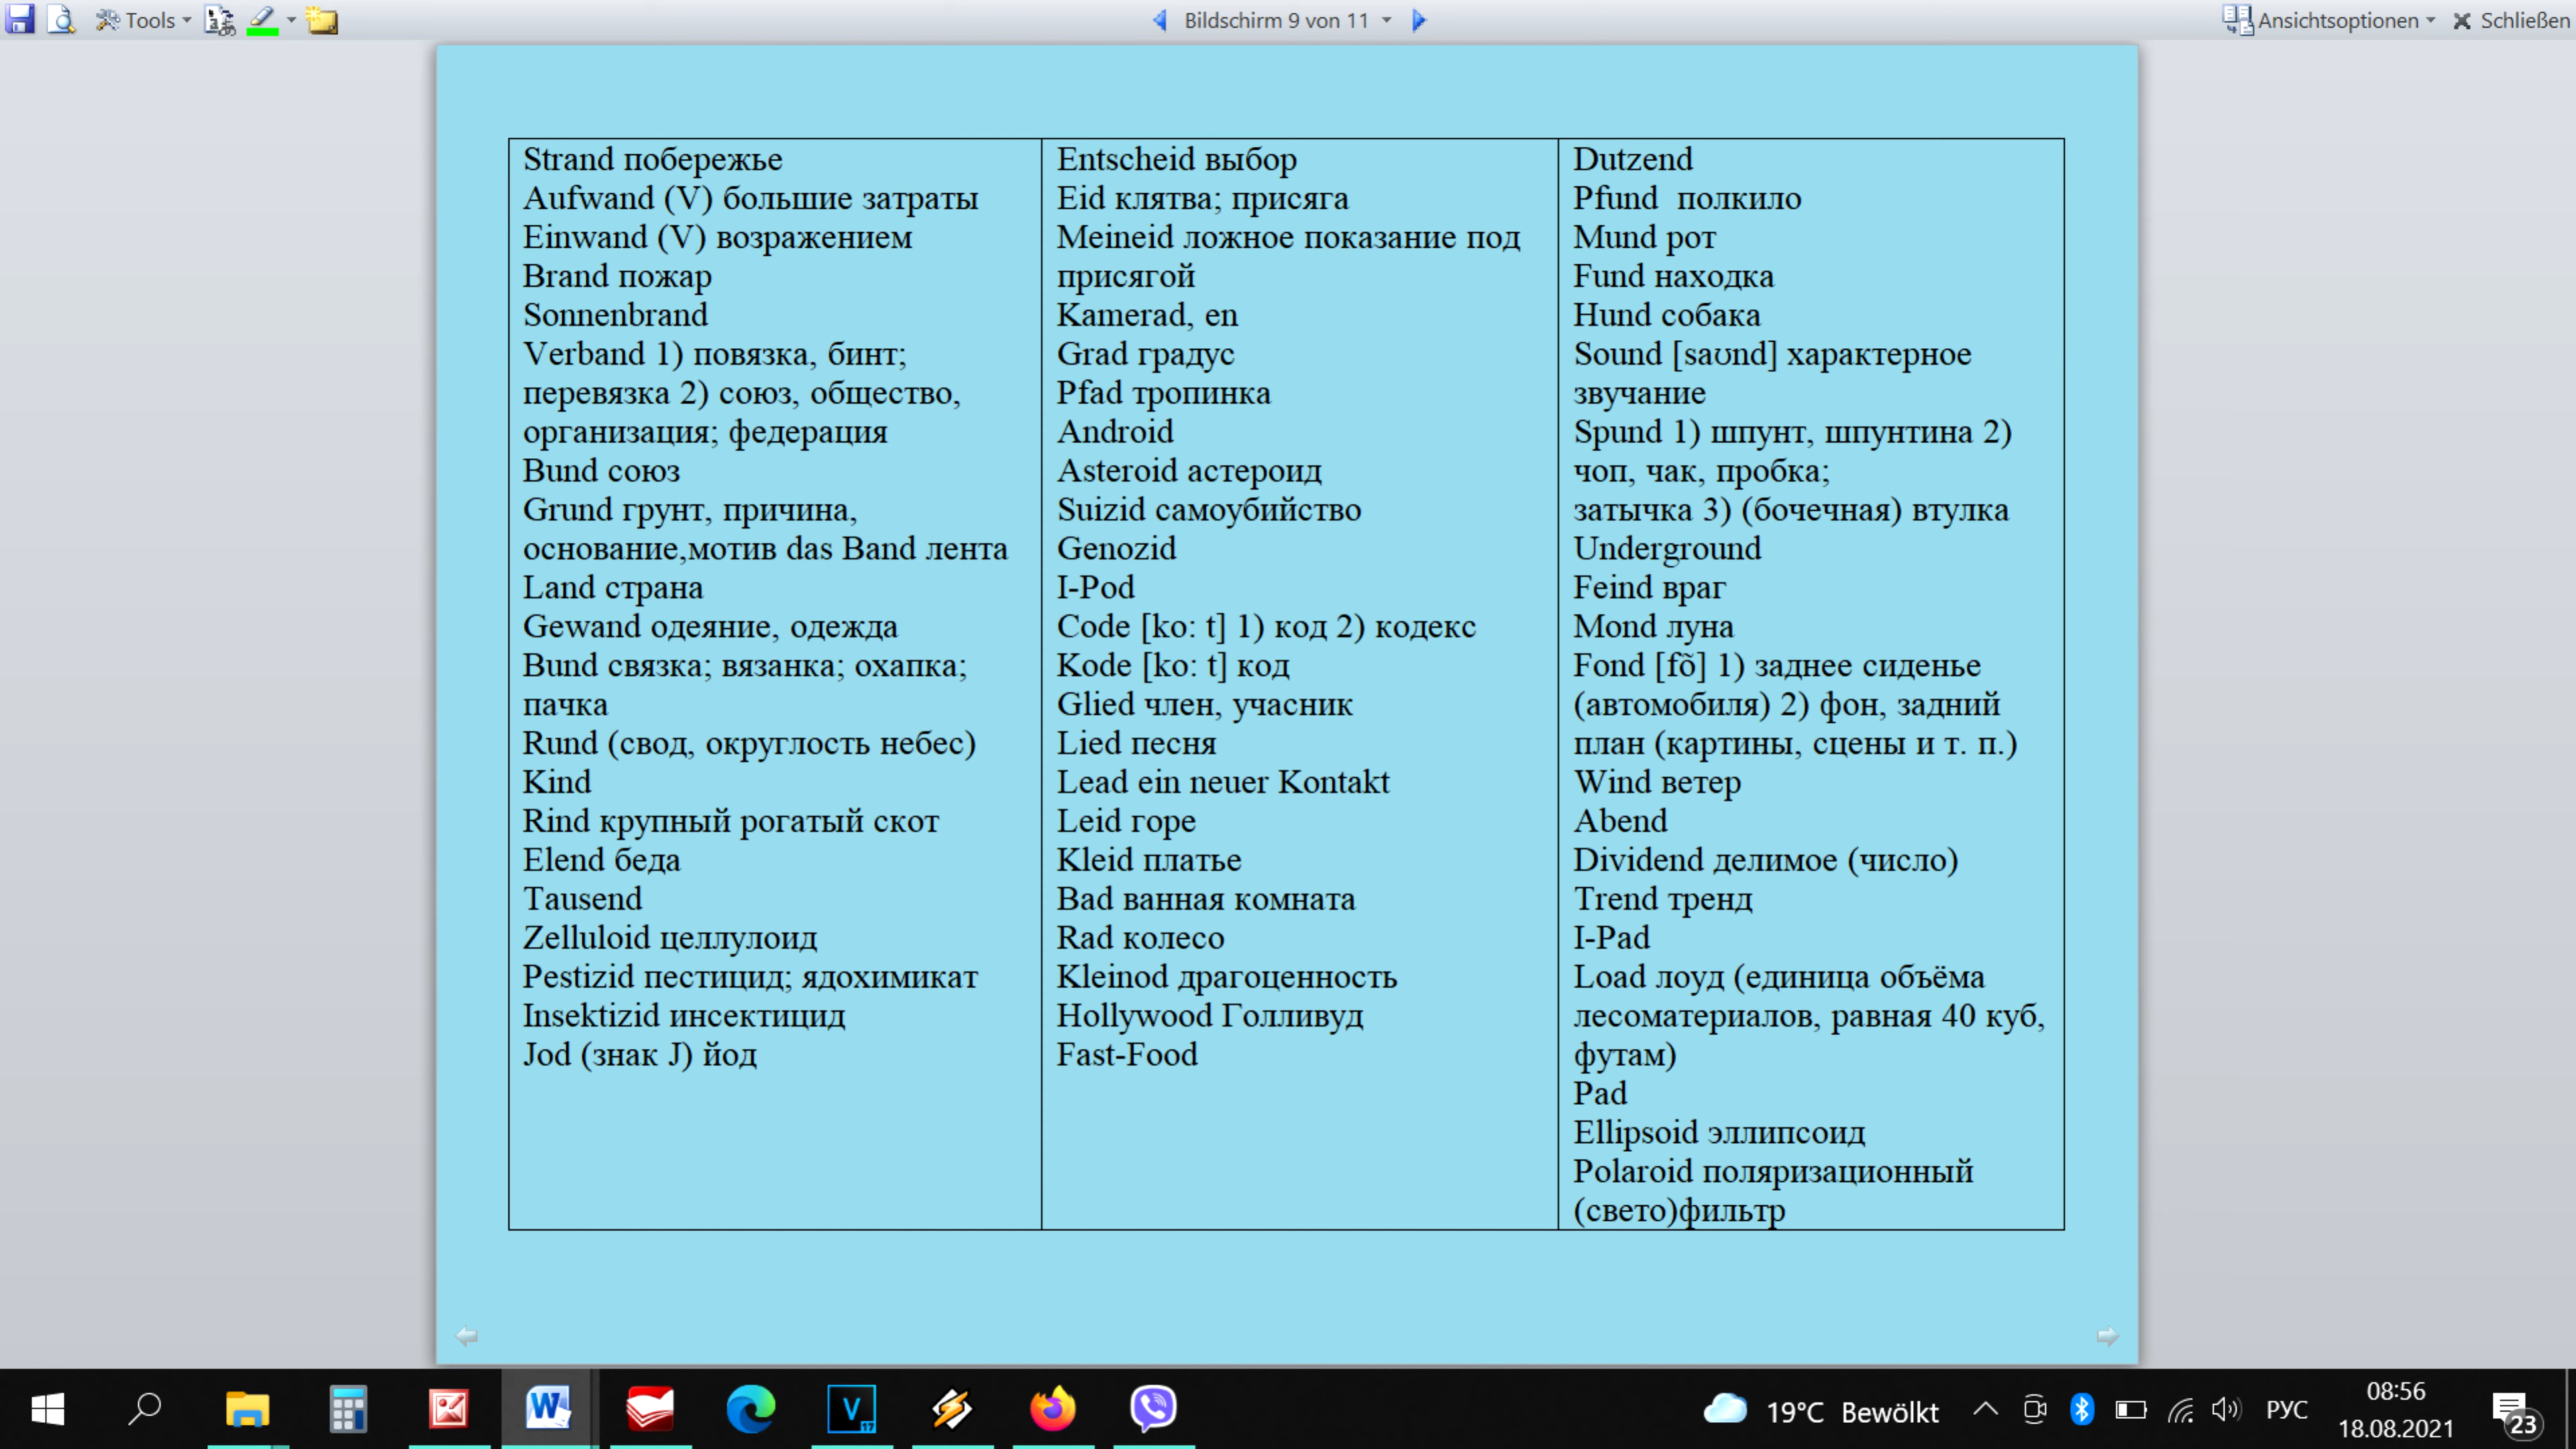 Tools
Bildschirm 9 von 11
Ansichtsoptionen
Schließen
Strand побережье
Aufwand (V) большие затраты
Einwand (V) возражением
Brand пожар
Sonnenbrand
Verband 1) повязка, бинт;
перевязка 2) союз, общество,
организация; федерация
Bund союз
Grund грунт, причина,
основание,мотив das Band лента
Land страна
Gewand одеяние, одежда
Bund связка; вязанка; охапка;
пачка
Rund (свод, округлость небес)
Kind
Rind крупный рогатый скот
Elend беда
Tausend
Zelluloid целлулоид
Pestizid пестицид; ядохимикат
Insektizid инсектицид
Jod (знак J) йод
Entscheid выбор
Eid клятва; присяга
Meineid ложное показание под
присягой
Kamerad, en
Grad градус
Pfad тропинка
Android
Asteroid астероид
Suizid самоубийство
Genozid
I-Pod
Code [ko: t] 1) код 2) кодекс
Kode [ko: t] код
Glied член, учасник
Lied песня
Lead ein neuer Kontakt
Leid горе
Kleid платье
Bad ванная комната
Rad колесо
Kleinod драгоценность
Hollywood Голливуд
Fast-Food
Dutzend
Pfund  полкило
Mund рот
Fund находка
Hund собака
Sound [saʊnd] характерное
звучание
Spund 1) шпунт, шпунтина 2)
чоп, чак, пробка;
затычка 3) (бочечная) втулка
Underground
Feind враг
Mond луна
Fond [fõ] 1) заднее сиденье
(автомобиля) 2) фон, задний
план (картины, сцены и т. п.)
Wind ветер
Abend
Dividend делимое (число)
Trend тренд
I-Pad
Load лоуд (единица объёма
лесоматериалов, равная 40 куб,
футам)
Pad
Ellipsoid эллипсоид
Polaroid поляризационный
(свето)фильтр
W
V
17
19°C Bewölkt
РУС
08:56
18.08.2021
23